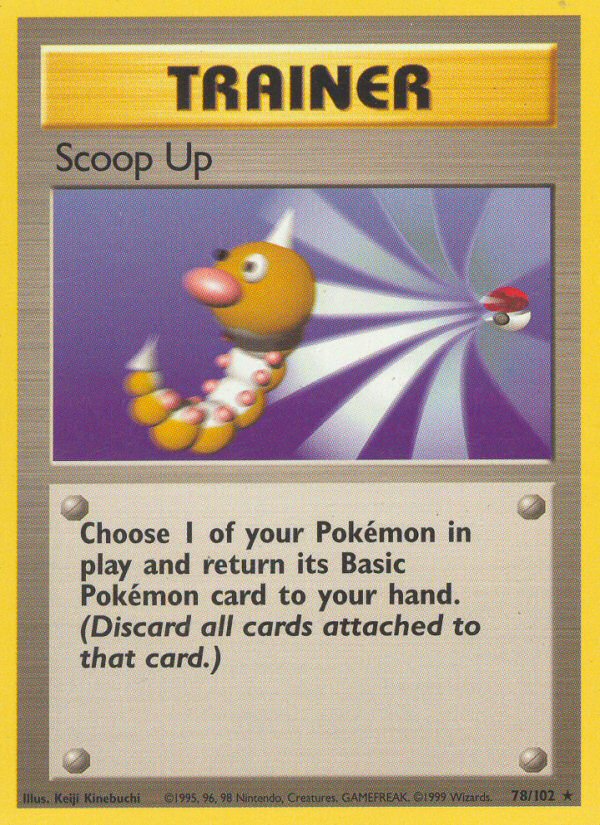 TRAINER
Scoop Up
Choose 1 of your Pokémon in
play and return its Basic
Pokémon card to your hand.
(Discard all cards attached to
that card.)
Illus. Keiji Kinebuchi ©1995, 96, 98 Nintendo, Creatures, GAMEFREAK. ©1999 Wizards. 78/102 ★